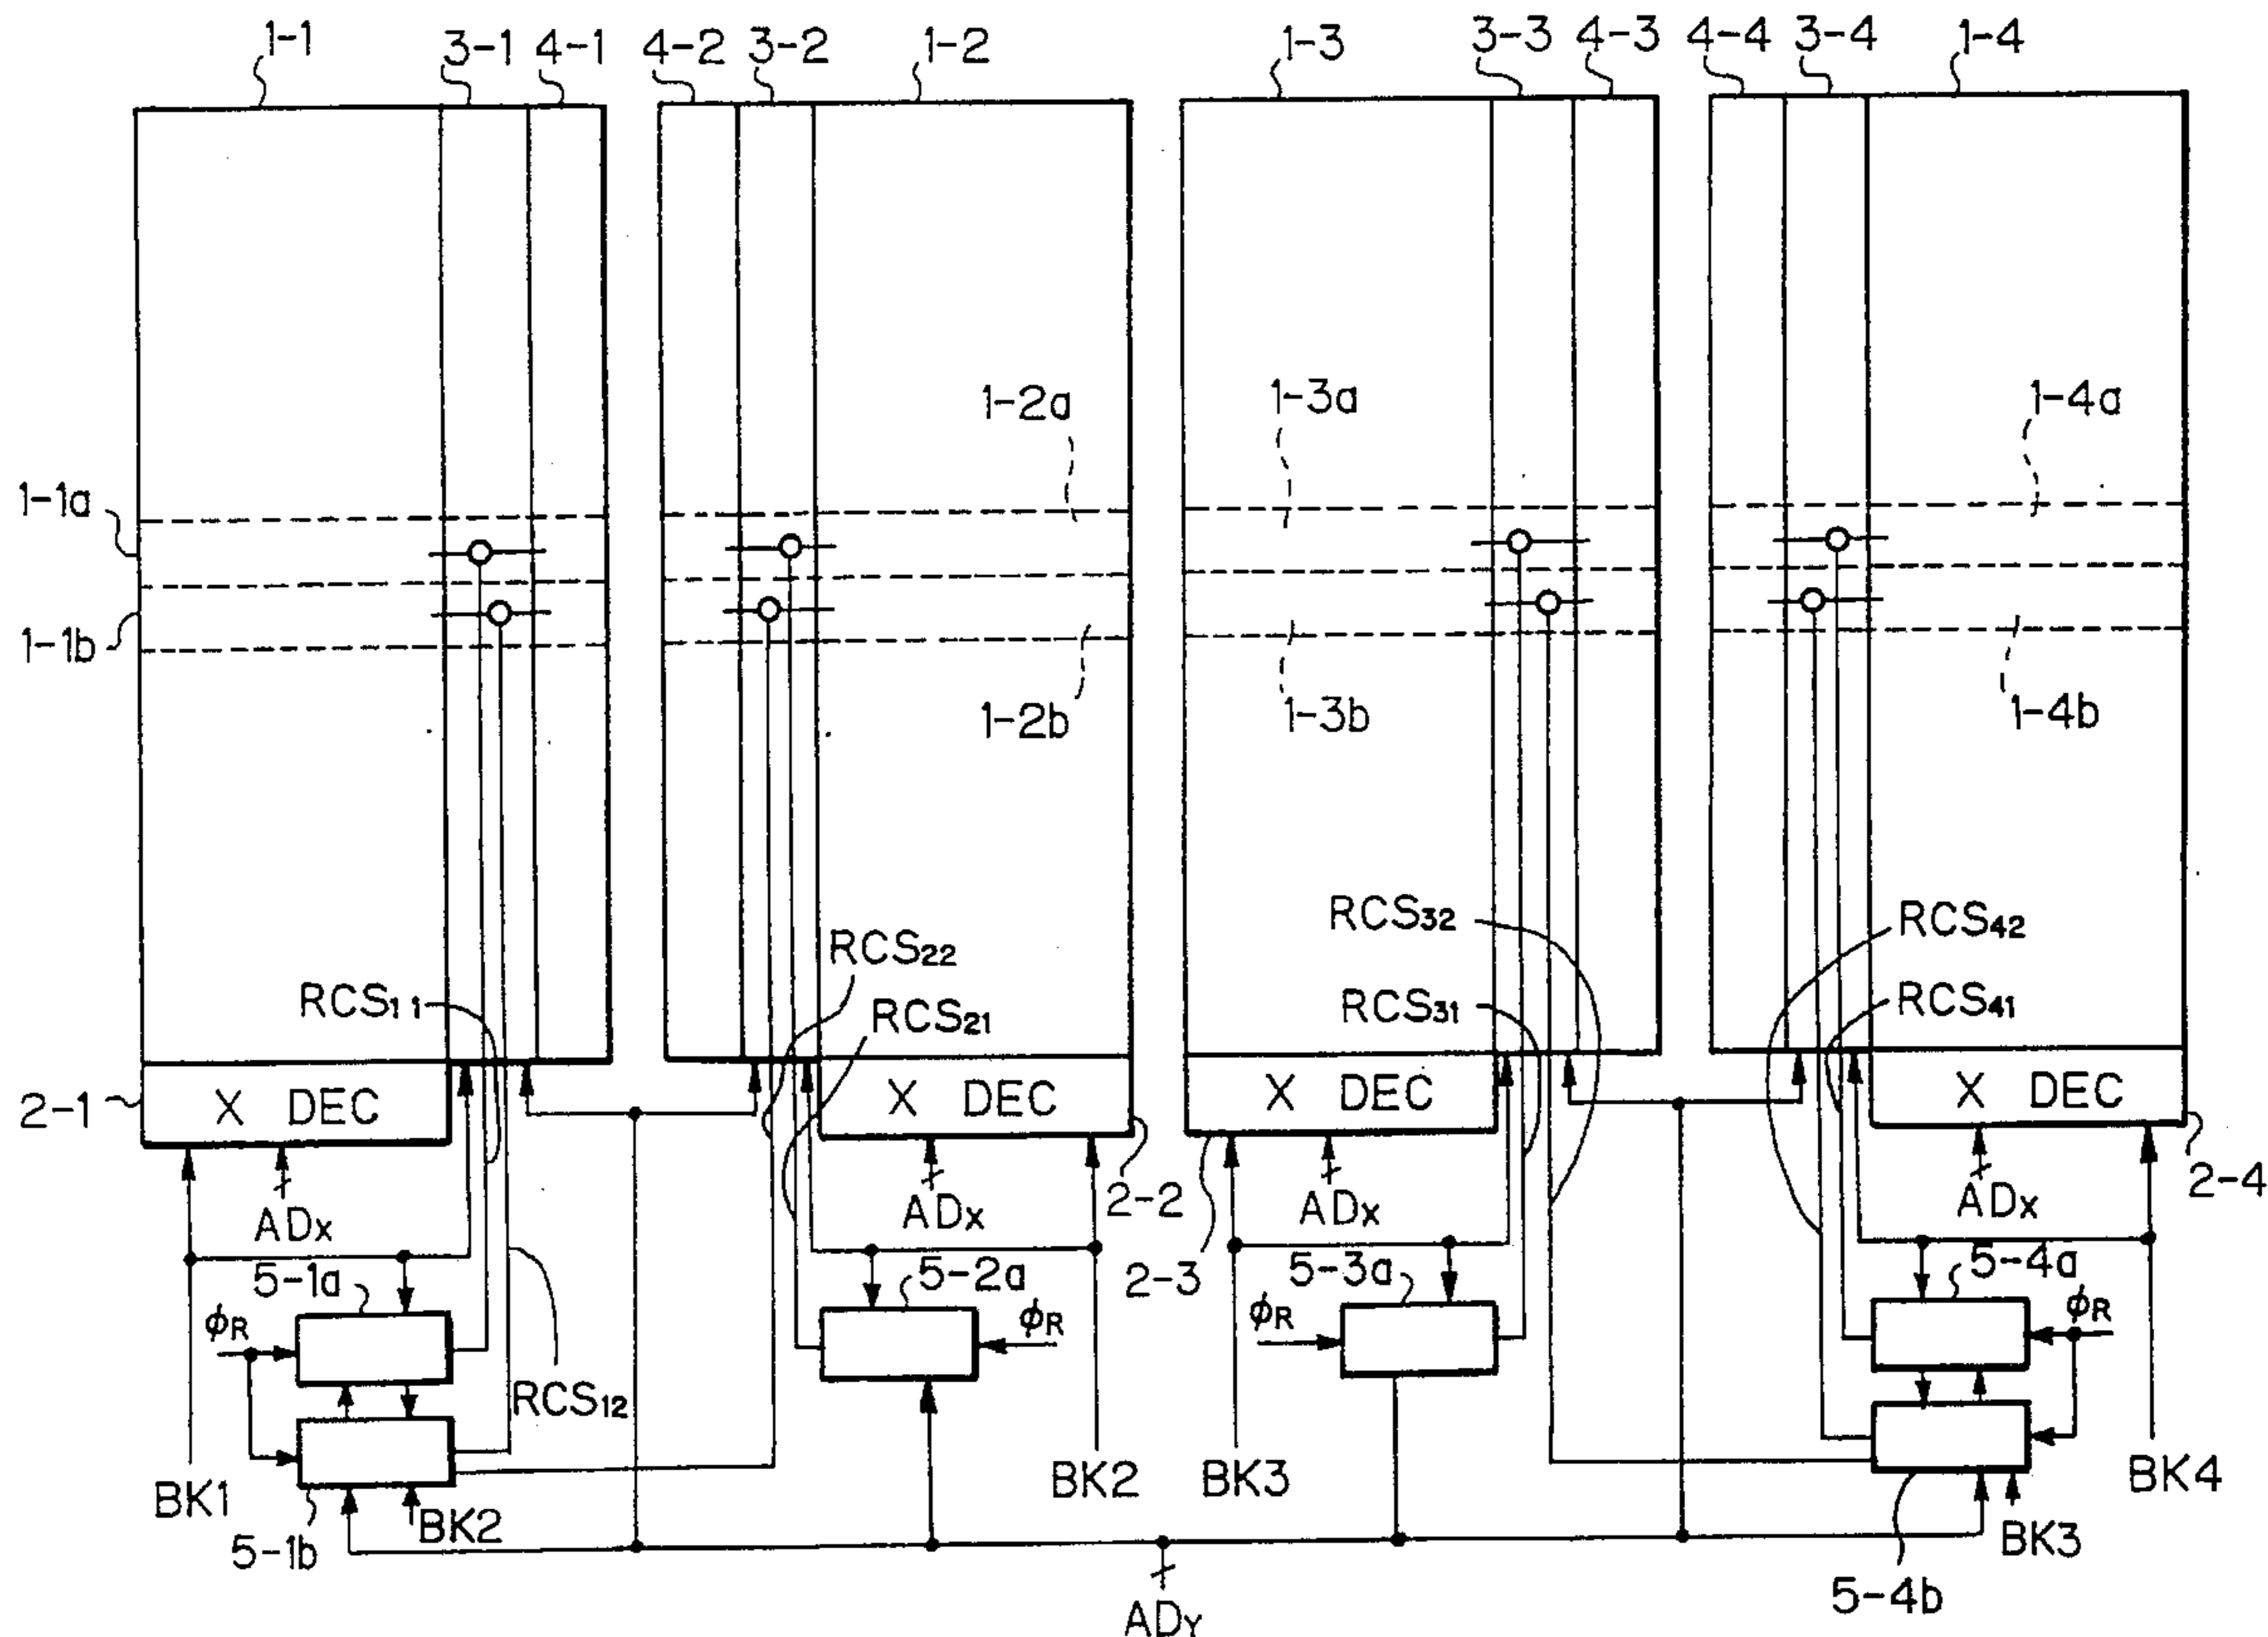 1-1 3-1 4-1 4-2 3-2 1-2 1-3 3-3 4-3 4-4 3-4 1-4
1-2a 1-3a 1-4a
1-1a
1-1b
1-2b 1-3b 1-4b
RCS32 RCS42
RCS22
RCS11 RCS21 RCS31 RCS41
2-1 X DEC X DEC X DEC X DEC
2-2 2-4
ADX ADX ADX ADX
5-1a 5-2a 2-3 5-3a 5-4a
φR φR φR φR
RCS12
BK1 BK2 BK3 BK4
5-1b BK2 BK3
5-4b
ADY